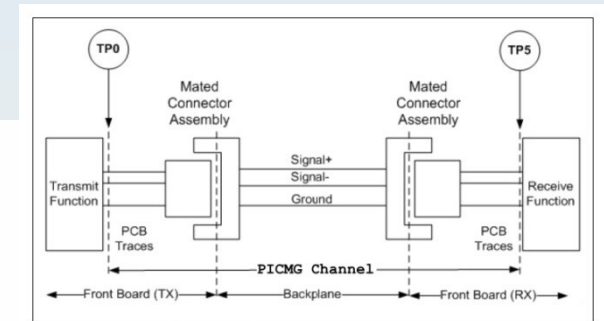 TP0
TP5
Mated
Connector
Assembly
Mated
Connector
Assembly
Transmit
Function
Signal+
Signal-
Ground
Receive
Function
PCB
Traces
PCB
Traces
PICMG Channel
Front Board (TX)
Backplane
Front Board (RX)